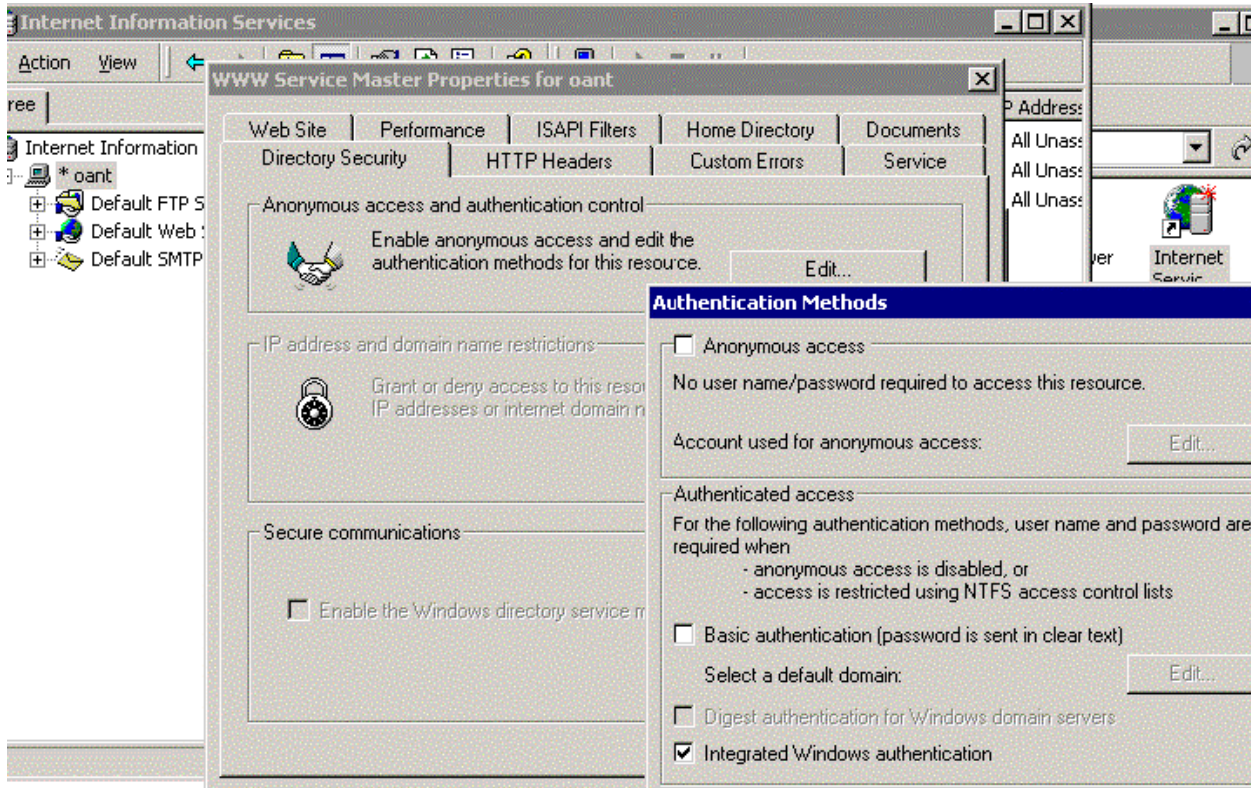 Internet Information Services
Action View
WWW Service Master Properties for oant
ree
P Address
Web Site Performance ISAPI Filters Home Directory Documents
Directory Security HTTP Headers Custom Errors Service
Internet Information
* oant
Default FTP S
Default Web
Default SMTP
All Unass
All Unass
All Unass
Anonymous access and authentication control
Enable anonymous access and edit the
authentication methods for this resource.
Edit...
ver
Internet
Servic
Authentication Methods
IP address and domain name restrictions
Grant or deny access to this resou
IP addresses or internet domain n
Anonymous access
No user name/password required to access this resource.
Account used for anonymous access:
Edit...
Secure communications
Enable the Windows directory service m
Authenticated access
For the following authentication methods, user name and password are
required when
- anonymous access is disabled, or
- access is restricted using NTFS access control lists
Basic authentication (password is sent in clear text)
Select a default domain:
Edit...
Digest authentication for Windows domain servers
Integrated Windows authentication